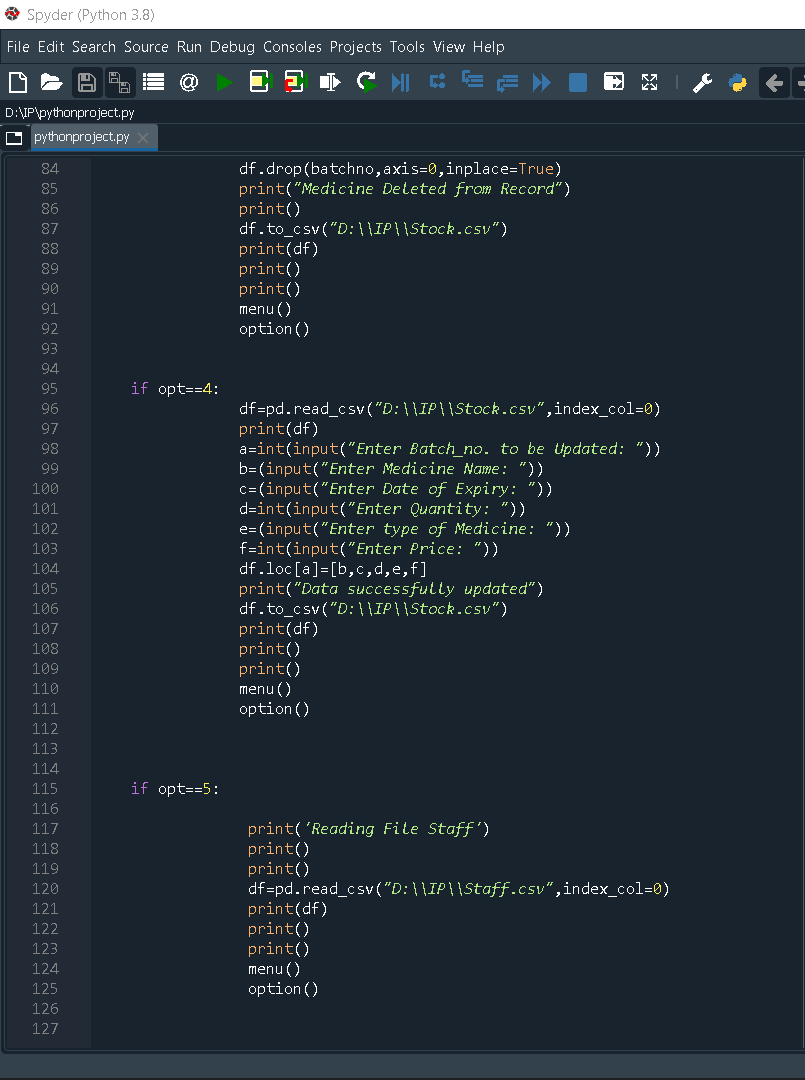 Spyder (Python 3.8)
File Edit Search Source Run Debug Consoles Projects Tools View Help
D:\IP\pythonproject.py
pythonproject.py
84 df.drop(batchno,axis=0,inplace=True)
85 print("Medicine Deleted from Record")
86 print()
87 df.to_csv("D:\\IP\\Stock.csv")
88 print(df)
89 print()
90 print()
91 menu()
92 option()
93
94
95 if opt==4:
96 df=pd.read_csv("D:\\IP\\Stock.csv",index_col=0)
97 print(df)
98 a=int(input("Enter Batch_no. to be Updated: "))
99 b=(input("Enter Medicine Name: "))
100 c=(input("Enter Date of Expiry: "))
101 d=int(input("Enter Quantity: "))
102 e=(input("Enter type of Medicine: "))
103 f=int(input("Enter Price: "))
104 df.loc[a]=[b,c,d,e,f]
105 print("Data successfully updated")
106 df.to_csv("D:\\IP\\Stock.csv")
107 print(df)
108 print()
109 print()
110 menu()
111 option()
112
113
114
115 if opt==5:
116
117 print('Reading File Staff')
118 print()
119 print()
120 df=pd.read_csv("D:\\IP\\Staff.csv",index_col=0)
121 print(df)
122 print()
123 print()
124 menu()
125 option()
126
127